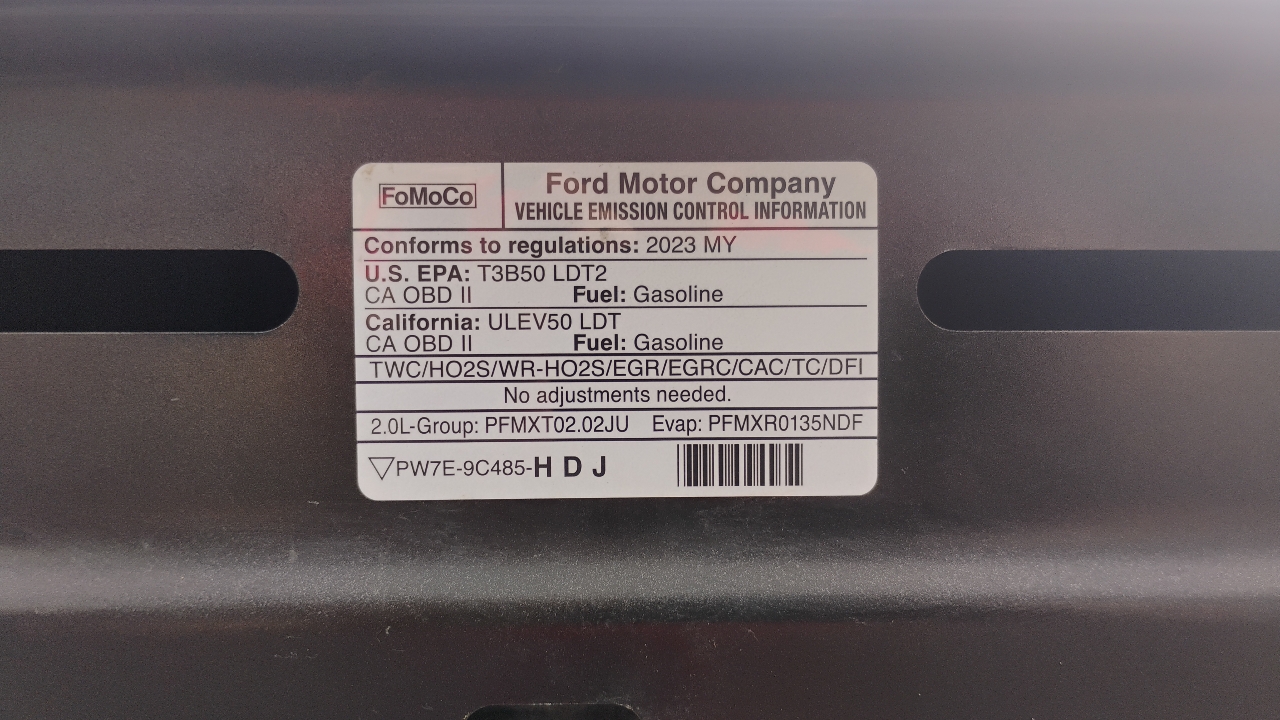 FoMoCo
Ford Motor Company
VEHICLE EMISSION CONTROL INFORMATION
Conforms to regulations: 2023 MY
U.S. EPA: T3B50 LDT2
CA OBD II Fuel: Gasoline
California: ULEV50 LDT
CA OBD II Fuel: Gasoline
TWC/HO2S/WR-HO2S/EGR/EGRC/CAC/TC/DFI
No adjustments needed.
2.0L-Group: PFMXT02.02JU Evap: PFMXR0135NDF
▽PW7E-9C485-H D J